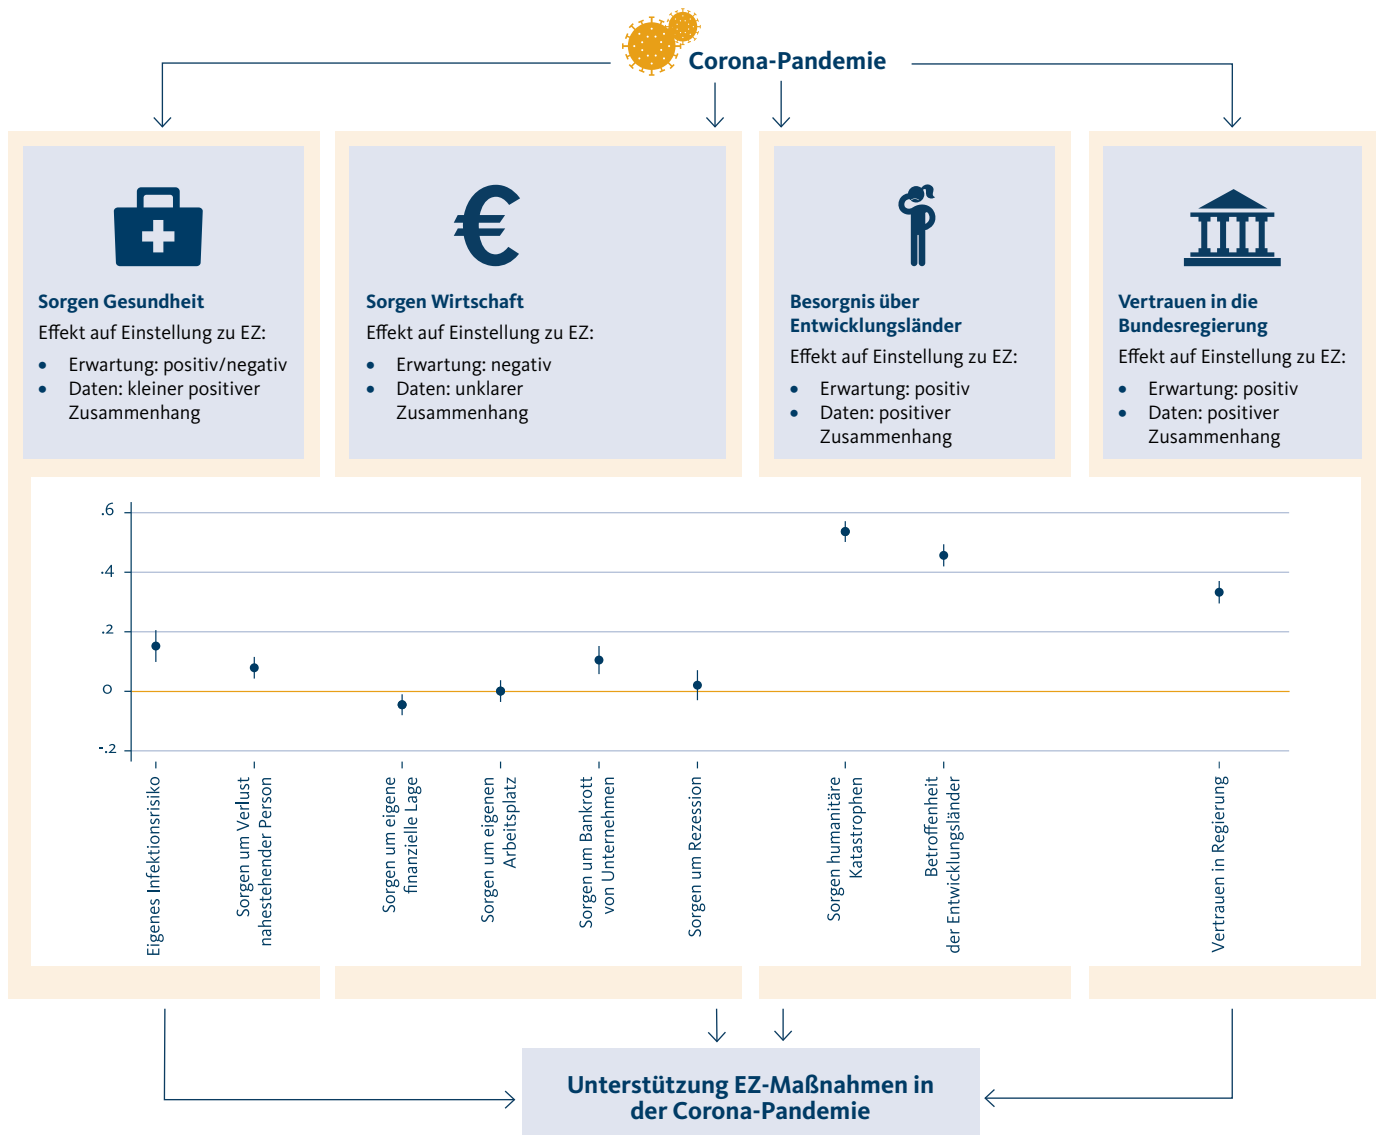 Corona-Pandemie
Sorgen Gesundheit
Effekt auf Einstellung zu EZ:
• Erwartung: positiv/negativ
• Daten: kleiner positiver
Zusammenhang
Sorgen Wirtschaft
Effekt auf Einstellung zu EZ:
• Erwartung: negativ
• Daten: unklarer
Zusammenhang
Besorgnis über
Entwicklungsländer
Effekt auf Einstellung zu EZ:
• Erwartung: positiv
• Daten: positiver
Zusammenhang
Vertrauen in die
Bundesregierung
Effekt auf Einstellung zu EZ:
• Erwartung: positiv
• Daten: positiver
Zusammenhang
.6
.4
.2
0
-.2
Eigenes Infektionsrisiko
Sorgen um Verlust
nahestehender Person
Sorgen um eigene
finanzielle Lage
Sorgen um eigenen
Arbeitsplatz
Sorgen um Bankrott
von Unternehmen
Sorgen um Rezession
Sorgen humanitäre
Katastrophen
Betroffenheit
der Entwicklungsländer
Vertrauen in Regierung
Unterstützung EZ-Maßnahmen in
der Corona-Pandemie